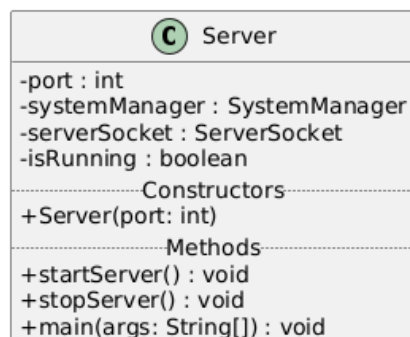 C Server
-port : int
-systemManager : SystemManager
-serverSocket : ServerSocket
-isRunning : boolean
Constructors
+Server(port: int)
Methods
+startServer() : void
+stopServer() : void
+main(args: String[]) : void